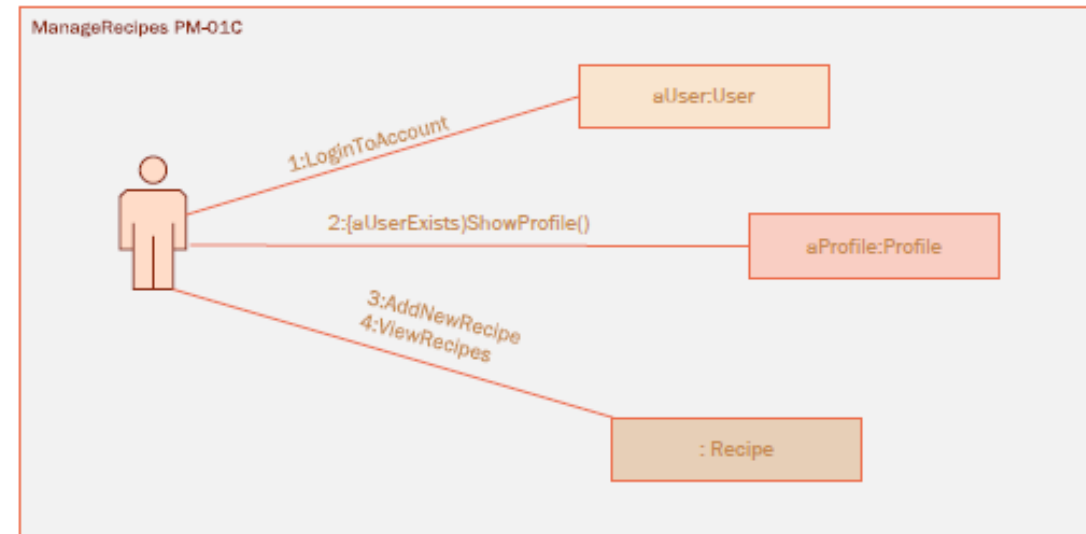 ManageRecipes PM-01C
aUser:User
1:LoginToAccount
2:{aUserExists)ShowProfile()
aProfile:Profile
3:AddNewRecipe
4:ViewRecipes
: Recipe